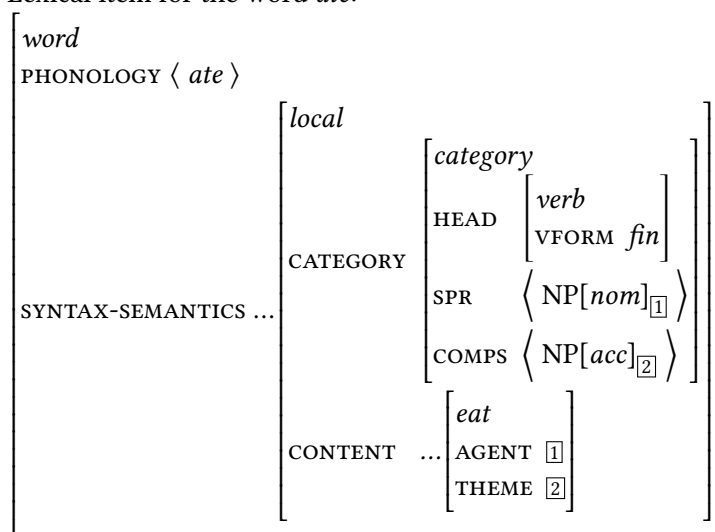 Lexical item for the word ate.
word
PHONOLOGY ⟨ ate ⟩
local
category
HEAD verb
VFORM fin
CATEGORY
SPR ⟨ NP[nom]1 ⟩
SYNTAX-SEMANTICS ...
COMPS ⟨ NP[acc]2 ⟩
eat
CONTENT ... AGENT 1
THEME 2